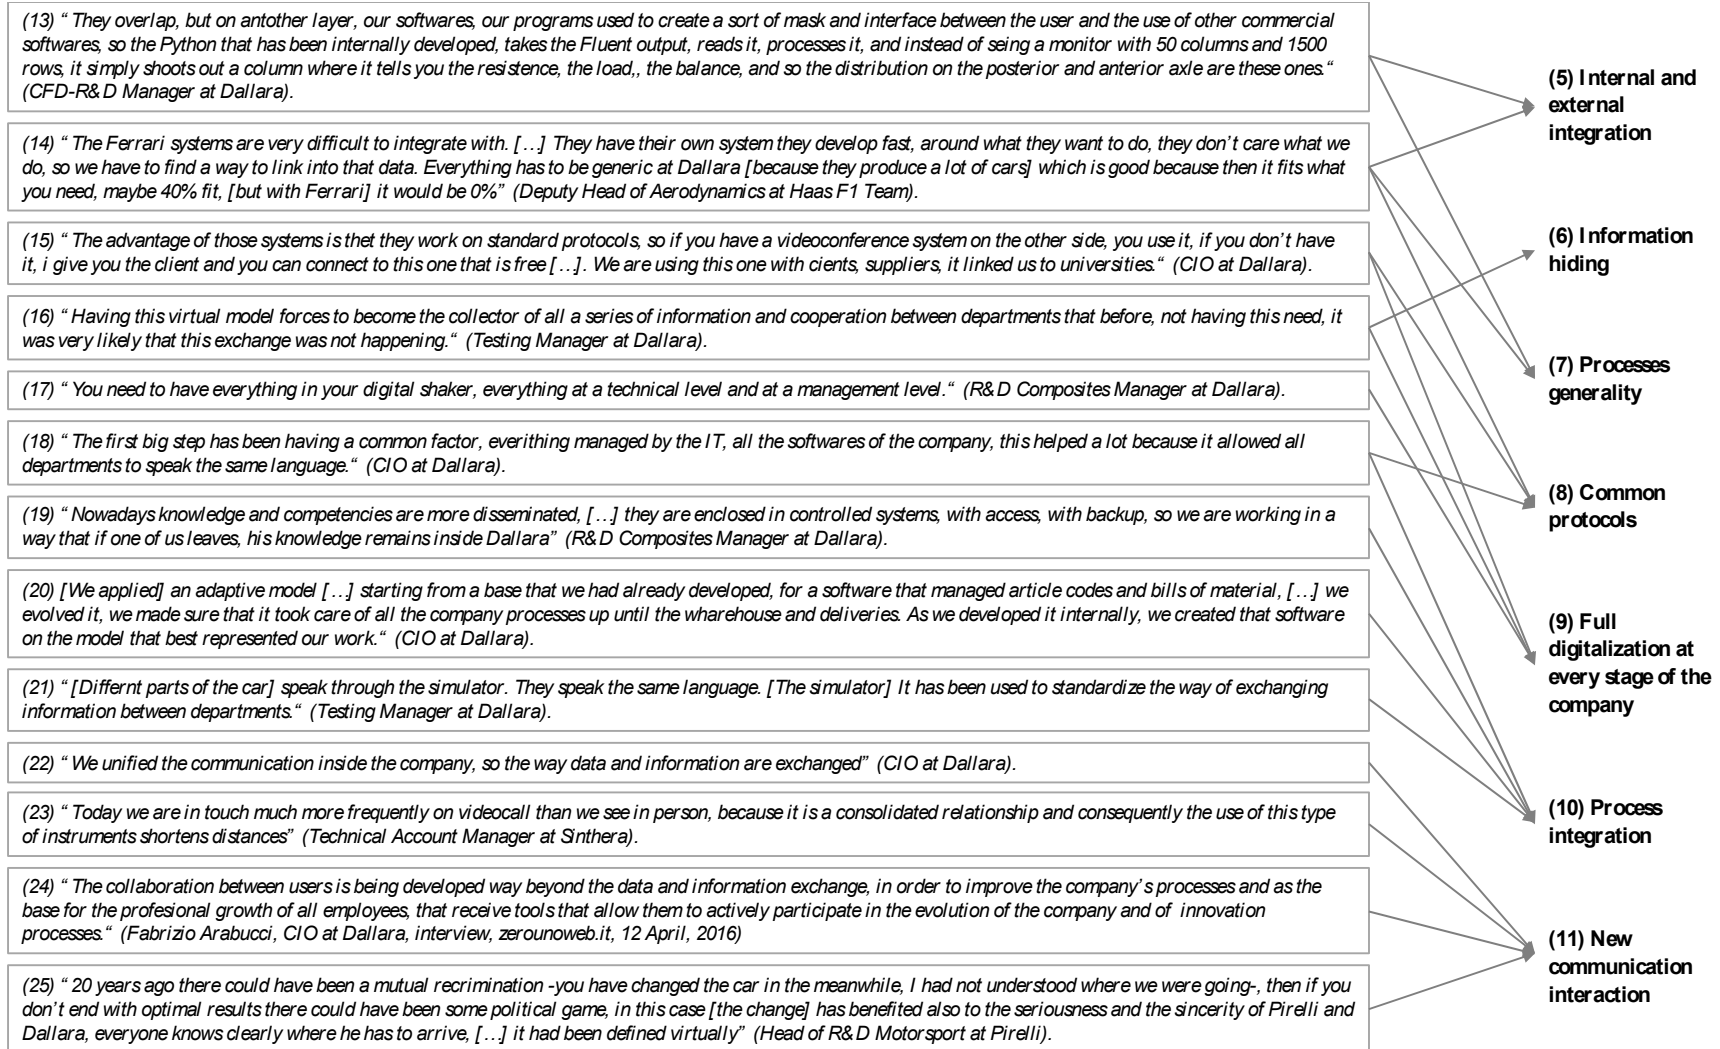 (13) “ They overlap, but on antother layer, our softwares, our programs used to create a sort of mask and interface between the user and the use of other commercial
softwares, so the Python that has been internally developed, takes the Fluent output, reads it, processes it, and instead of seing a monitor with 50 columns and 1500
rows, it simply shoots out a column where it tells you the resistence, the load,, the balance, and so the distribution on the posterior and anterior axle are these ones.“
(CFD-R&D Manager at Dallara).
(14) “ The Ferrari systems are very difficult to integrate with. […] They have their own system they develop fast, around what they want to do, they don’t care what we
do, so we have to find a way to link into that data. Everything has to be generic at Dallara [because they produce a lot of cars] which is good because then it fits what
you need, maybe 40% fit, [but with Ferrari] it would be 0%” (Deputy Head of Aerodynamics at Haas F1 Team).
(15) “ The advantage of those systems is thet they work on standard protocols, so if you have a videoconference system on the other side, you use it, if you don’t have
it, i give you the client and you can connect to this one that is free […]. We are using this one with cients, suppliers, it linked us to universities.“ (CIO at Dallara).
(16) “ Having this virtual model forces to become the collector of all a series of information and cooperation between departments that before, not having this need, it
was very likely that this exchange was not happening.“ (Testing Manager at Dallara).
(17) “ You need to have everything in your digital shaker, everything at a technical level and at a management level.“ (R&D Composites Manager at Dallara).
(18) “ The first big step has been having a common factor, everithing managed by the IT, all the softwares of the company, this helped a lot because it allowed all
departments to speak the same language.“ (CIO at Dallara).
(19) “ Nowadays knowledge and competencies are more disseminated, […] they are enclosed in controlled systems, with access, with backup, so we are working in a
way that if one of us leaves, his knowledge remains inside Dallara” (R&D Composites Manager at Dallara).
(20) [We applied] an adaptive model […] starting from a base that we had already developed, for a software that managed article codes and bills of material, […] we
evolved it, we made sure that it took care of all the company processes up until the wharehouse and deliveries. As we developed it internally, we created that software
on the model that best represented our work.“ (CIO at Dallara).
(21) “ [Differnt parts of the car] speak through the simulator. They speak the same language. [The simulator] It has been used to standardize the way of exchanging
information between departments.“ (Testing Manager at Dallara).
(22) “ We unified the communication inside the company, so the way data and information are exchanged” (CIO at Dallara).
(23) “ Today we are in touch much more frequently on videocall than we see in person, because it is a consolidated relationship and consequently the use of this type
of instruments shortens distances” (Technical Account Manager at Sinthera).
(24) “ The collaboration between users is being developed way beyond the data and information exchange, in order to improve the company’s processes and as the
base for the profesional growth of all employees, that receive tools that allow them to actively participate in the evolution of the company and of innovation
processes.“ (Fabrizio Arabucci, CIO at Dallara, interview, zerounoweb.it, 12 April, 2016)
(25) “ 20 years ago there could have been a mutual recrimination -you have changed the car in the meanwhile, I had not understood where we were going-, then if you
don’t end with optimal results there could have been some political game, in this case [the change] has benefited also to the seriousness and the sincerity of Pirelli and
Dallara, everyone knows clearly where he has to arrive, […] it had been defined virtually” (Head of R&D Motorsport at Pirelli).
(5) Internal and
external
integration
(6) Information
hiding
(7) Processes
generality
(8) Common
protocols
(9) Full
digitalization at
every stage of the
company
(10) Process
integration
(11) New
communication
interaction